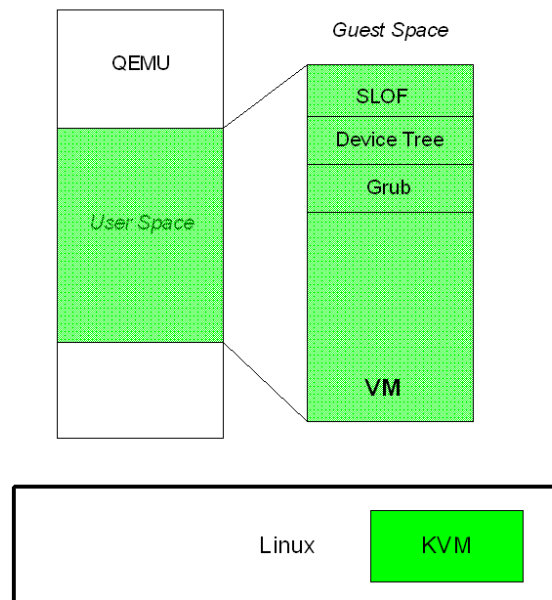 Guest Space
QEMU
SLOF
Device Tree
Grub
User Space
VM
Linux
KVM